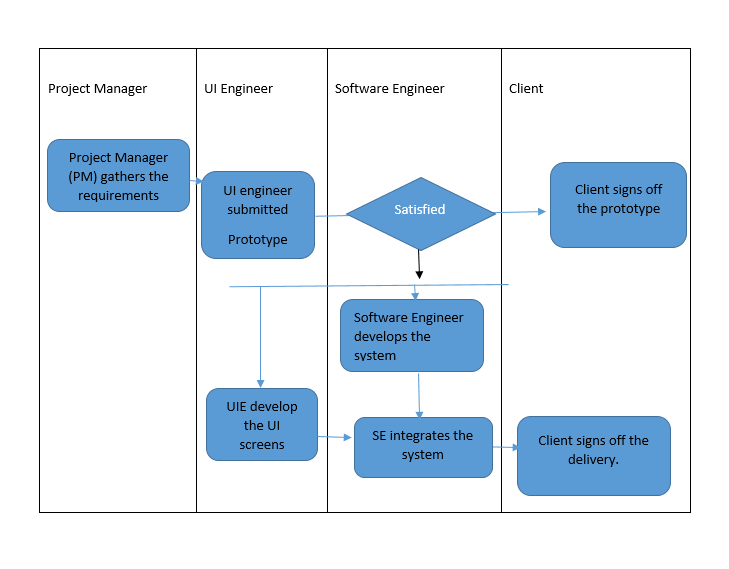 Project Manager
UI Engineer
Software Engineer
Client
Project Manager
(PM) gathers the
requirements
UI engineer
submitted
Prototype
Satisfied
Client signs off
the prototype
Software Engineer
develops the
system
UIE develop
the UI
screens
SE integrates the
system
Client signs off the
delivery.